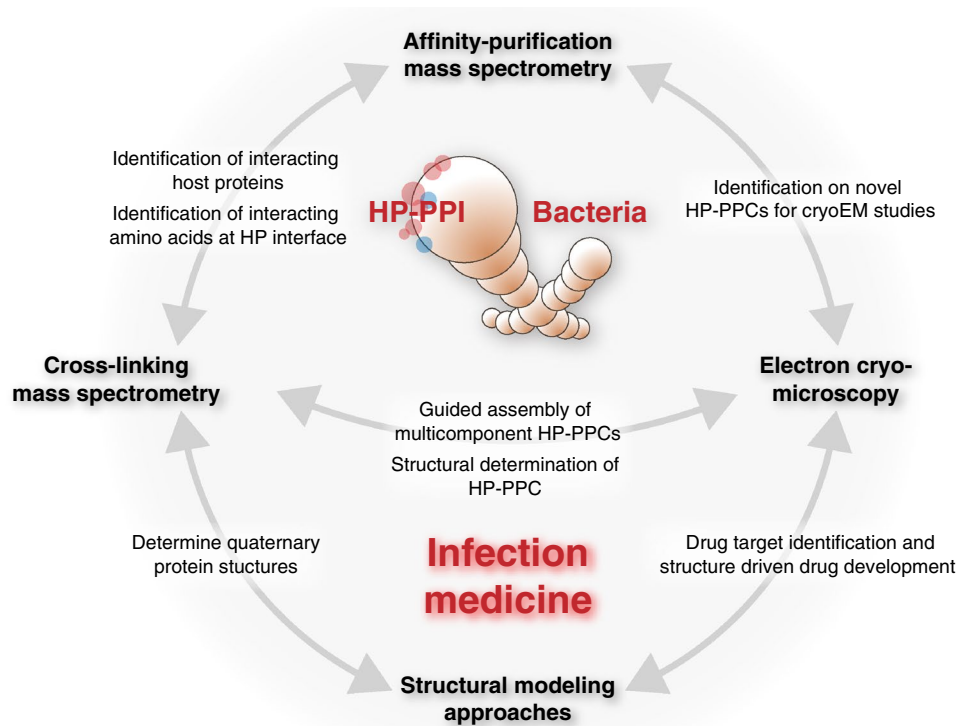 Affinity-purification
mass spectrometry
Identification of interacting
host proteins
Identification of interacting
amino acids at HP interface
HP-PPI
Bacteria
Identification on novel
HP-PPCs for cryoEM studies
Cross-linking
mass spectrometry
Electron cryo-
microscopy
Guided assembly of
multicomponent HP-PPCs
Structural determination of
HP-PPC
Determine quaternary
protein stuctures
Infection
medicine
Drug target identification and
structure driven drug development
Structural modeling
approaches